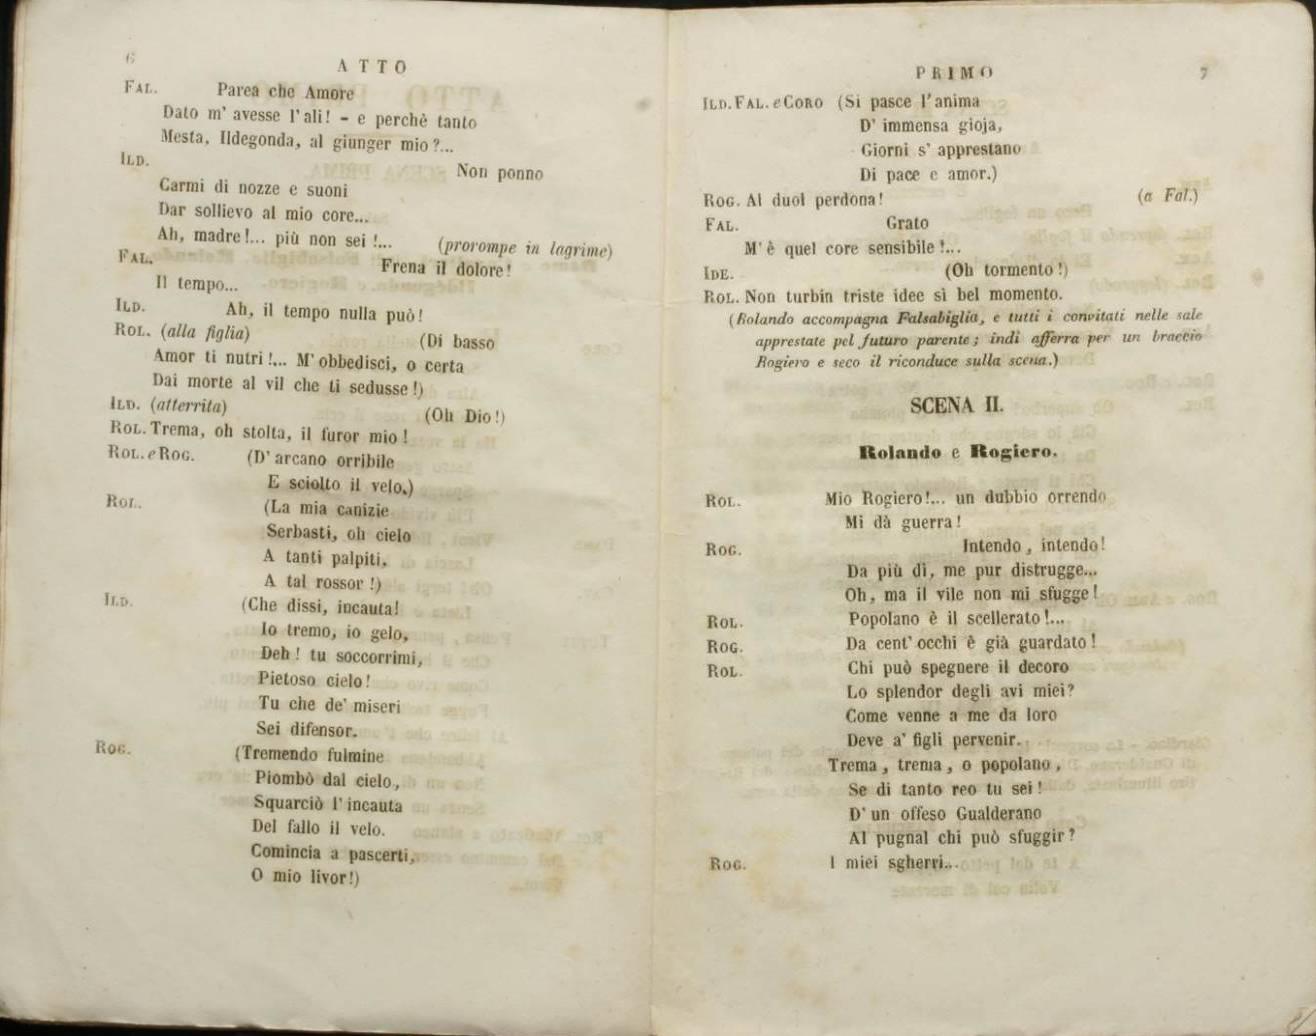 6
ATTO
FAL. Parea che Amore
Dato m' avesse l'ali! - e perchè tanto
Mesta, Ildegonda, al giunger mio?...
ILD. Non ponno
Carmi di nozze e suoni
Dar sollievo al mio core...
Ah, madre!... più non sei!... (prorompe in lagrime)
FAL. Frena il dolore!
Il tempo...
ILD. Ah, il tempo nulla può!
ROL. (alla figlia) (Di basso
Amor ti nutri!... M'obbedisci, o certa
Dai morte al vil che ti sedusse!)
ILD. (atterrita) (Oh Dio!)
ROL. Trema, oh stolta, il furor mio!
ROL. e ROG. (D'arcano orribile
E sciolto il velo.)
ROL. (La mia canizie
Serbasti, oh cielo
A tanti palpiti,
A tal rossor!)
ILD. (Che dissi, incauta!
Io tremo, io gelo,
Deh! tu soccorrimi,
Pietoso cielo!
Tu che de' miseri
Sei difensor.
ROG. (Tremendo fulmine
Piombò dal cielo,
Squarciò l'incauta
Del fallo il velo.
Comincia a pascerti,
O mio livor!)
PRIMO
7
ILD. FAL. e CORO (Si pasce l'anima
D' immensa gioja,
Giorni s' apprestano
Di pace e amor.)
ROG. Al duol perdona! (a Fal.)
FAL. Grato
M'è quel core sensibile!...
IDE. (Oh tormento!)
ROL. Non turbin triste idee sì bel momento.
(Rolando accompagna Falsabiglia, e tutti i convitati nelle sale
apprestate pel futuro parente; indi afferra per un braccio
Rogiero e seco il riconduce sulla scena.)
SCENA II.
Rolando e Rogiero.
ROL. Mio Rogiero!... un dubbio orrendo
Mi dà guerra!
ROG. Intendo, intendo!
Da più dì, me pur distrugge...
Oh, ma il vile non mi sfugge!
ROL. Popolano è il scellerato!...
ROG. Da cent' occhi è già guardato!
ROL. Chi può spegnere il decoro
Lo splendor degli avi miei?
Come venne a me da loro
Deve a' figli pervenir.
Trema, trema, o popolano,
Se di tanto reo tu sei!
D'un offeso Gualderano
Al pugnal chi può sfuggir?
ROG. I miei sgherri...